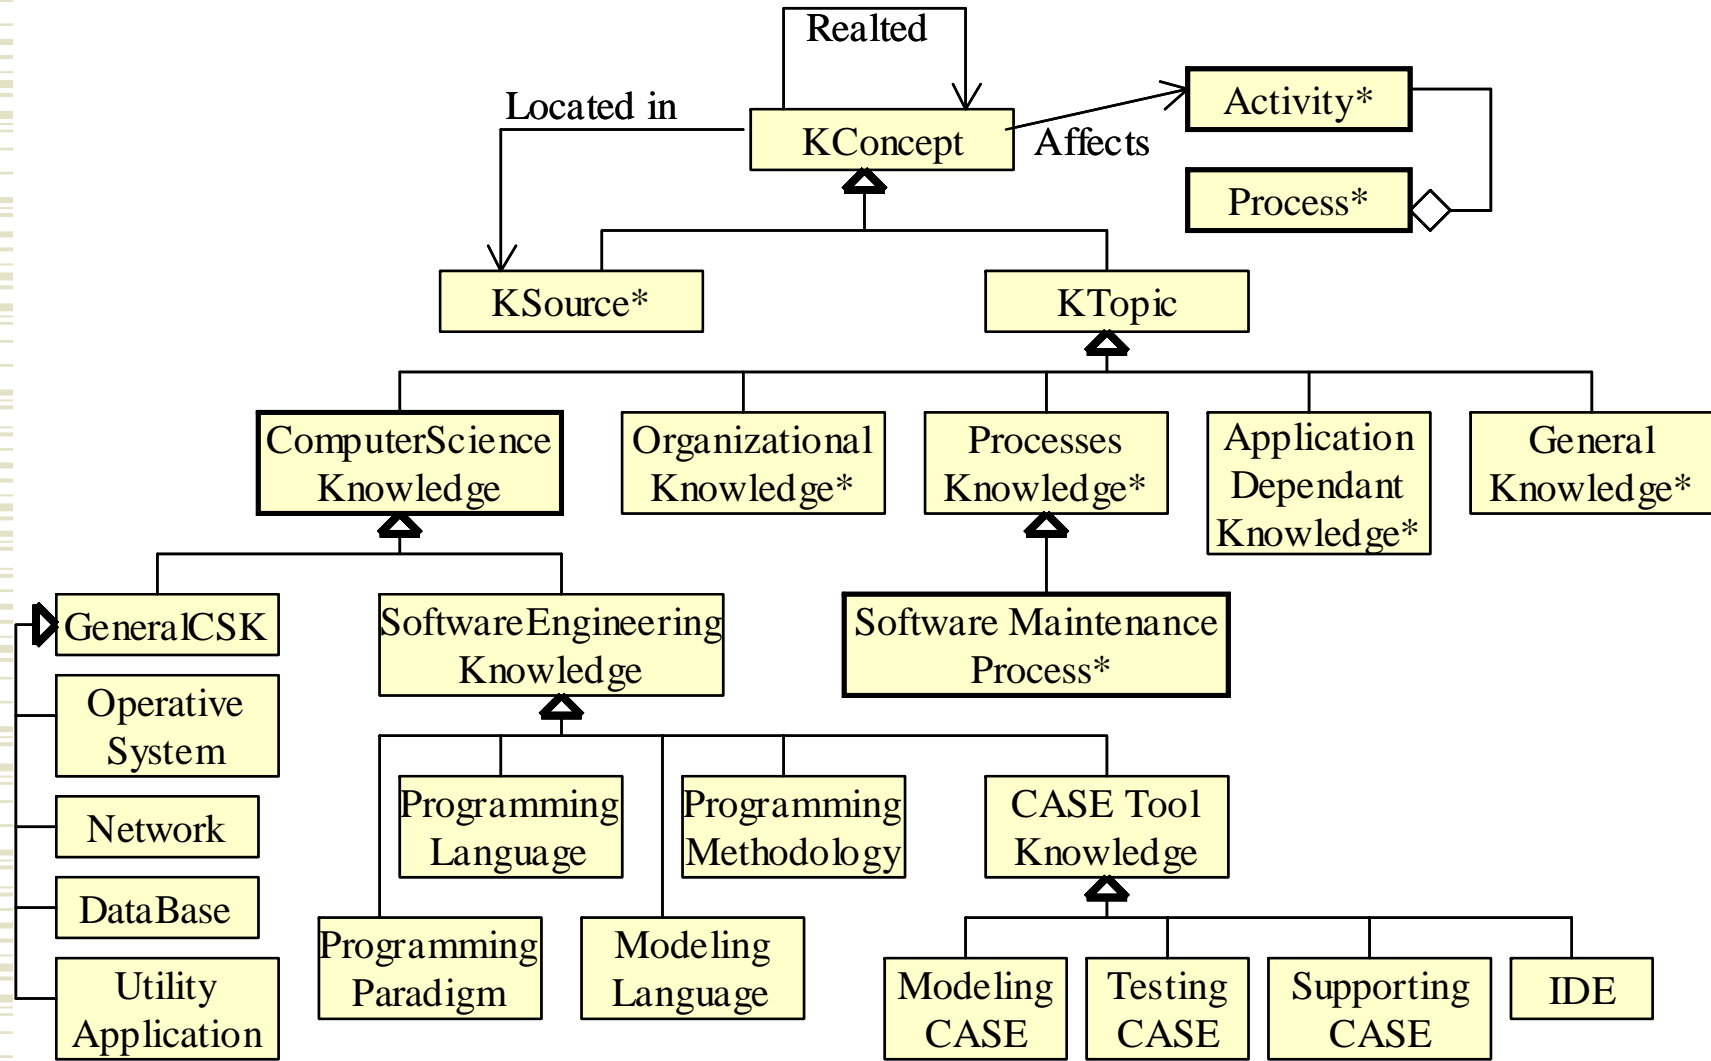 Realted
Located in
Activity*
KConcept
Affects
Process*
KSource*
KTopic
ComputerScience
Knowledge
Organizational
Knowledge*
Processes
Knowledge*
Application
Dependant
Knowledge*
General
Knowledge*
GeneralCSK
SoftwareEngineering
Knowledge
Software Maintenance
Process*
Operative
System
Network
DataBase
Utility
Application
Programming
Language
Programming
Methodology
CASE Tool
Knowledge
Programming
Paradigm
Modeling
Language
Modeling
CASE
Testing
CASE
Supporting
CASE
IDE